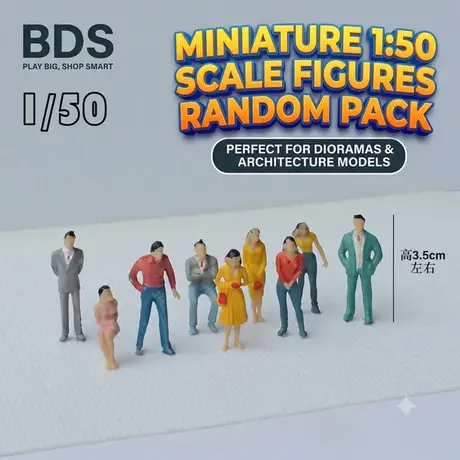 BDS
PLAY BIG, SHOP SMART
1/50
MINIATURE 1:50
SCALE FIGURES
RANDOM PACK
PERFECT FOR DIORAMAS &
ARCHITECTURE MODELS
高3.5cm
左右